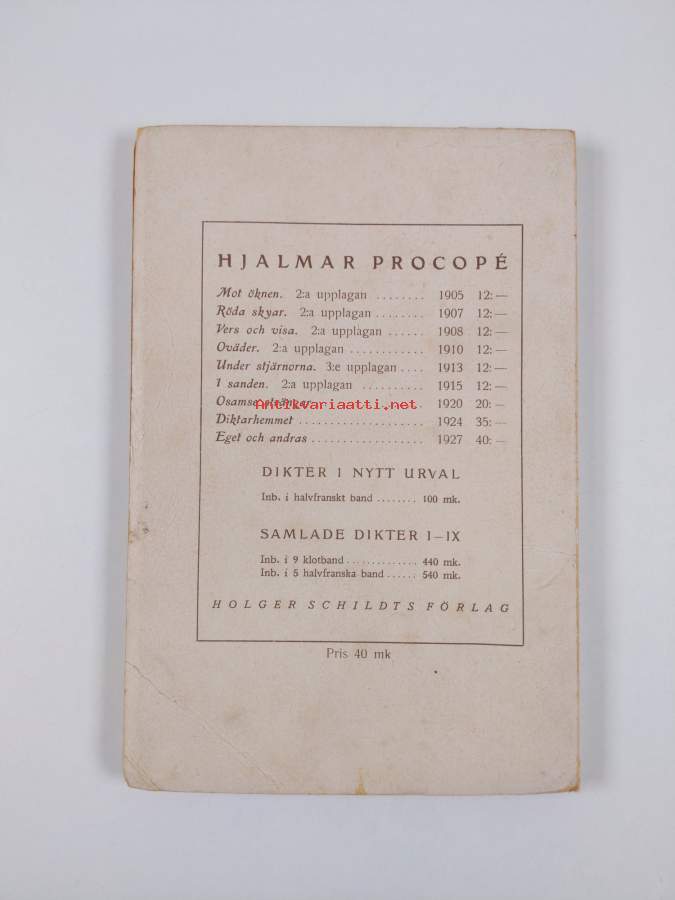 HJALMAR PROCOPÉ
Mot öknen. 2:a upplagan ........ 1905 12:—
Röda skyar. 2:a upplagan ........ 1907 12:—
Vers och visa. 2:a upplagan ...... 1908 12:—
Oväder. 2:a upplagan ............ 1910 12:—
Under stjärnorna. 3:e upplagan .... 1913 12:—
I sanden. 2:a upplagan .......... 1915 12:—
Osamse 1920 20:—
Antikvariaatti.net
Diktarhemmet .................... 1924 35:—
Eget och andras .................. 1927 40:—
DIKTER I NYTT URVAL
Inb. i halvfranskt band ........ 100 mk.
SAMLADE DIKTER I—IX
Inb. i 9 klotband .............. 440 mk.
Inb. i 5 halvfranska band ...... 540 mk.
HOLGER SCHILDTS FÖRLAG
Pris 40 mk